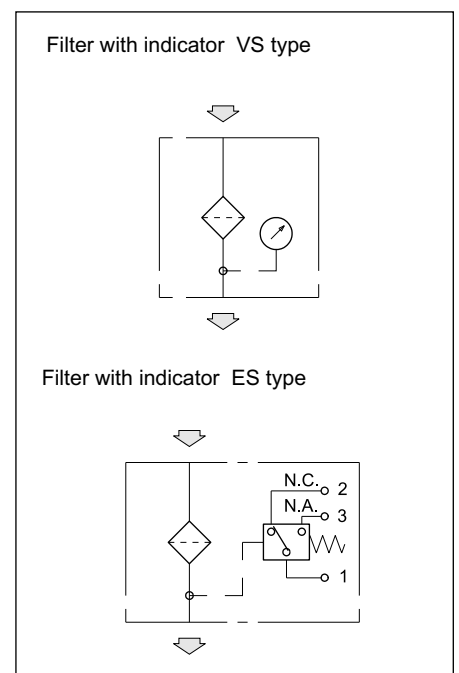 Filter with indicator VS type
Filter with indicator ES type
N.C. 2
N.A. 3
1